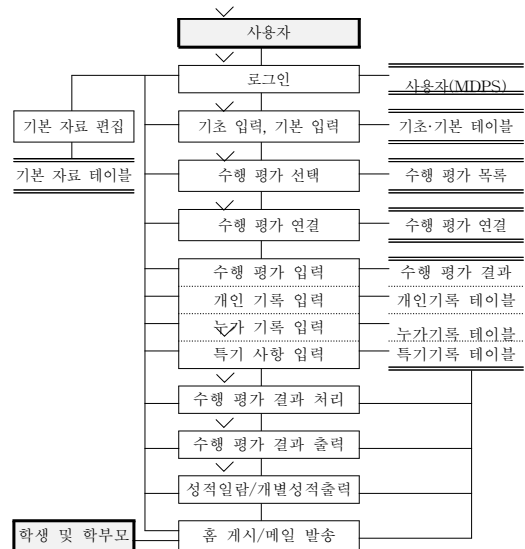 사용자
로그인
사용자(MDPS)
기본 자료 편집
기초 입력, 기본 입력
기초·기본 테이블
기본 자료 테이블
수행 평가 선택
수행 평가 목록
수행 평가 연결
수행 평가 연결
수행 평가 입력
수행 평가 결과
개인 기록 입력
개인기록 테이블
누가 기록 입력
누가기록 테이블
특기 사항 입력
특기기록 테이블
수행 평가 결과 처리
수행 평가 결과 출력
성적일람/개별성적출력
학생 및 학부모
홈 게시/메일 발송